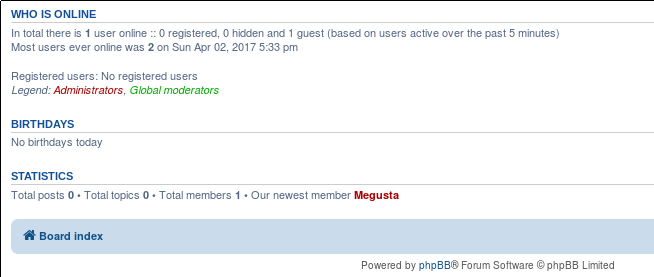 WHO IS ONLINE
In total there is 1 user online :: 0 registered, 0 hidden and 1 guest (based on users active over the past 5 minutes)
Most users ever online was 2 on Sun Apr 02, 2017 5:33 pm
Registered users: No registered users
Legend: Administrators, Global moderators
BIRTHDAYS
No birthdays today
STATISTICS
Total posts 0 • Total topics 0 • Total members 1 • Our newest member Megusta
Board index
Powered by phpBB® Forum Software © phpBB Limited